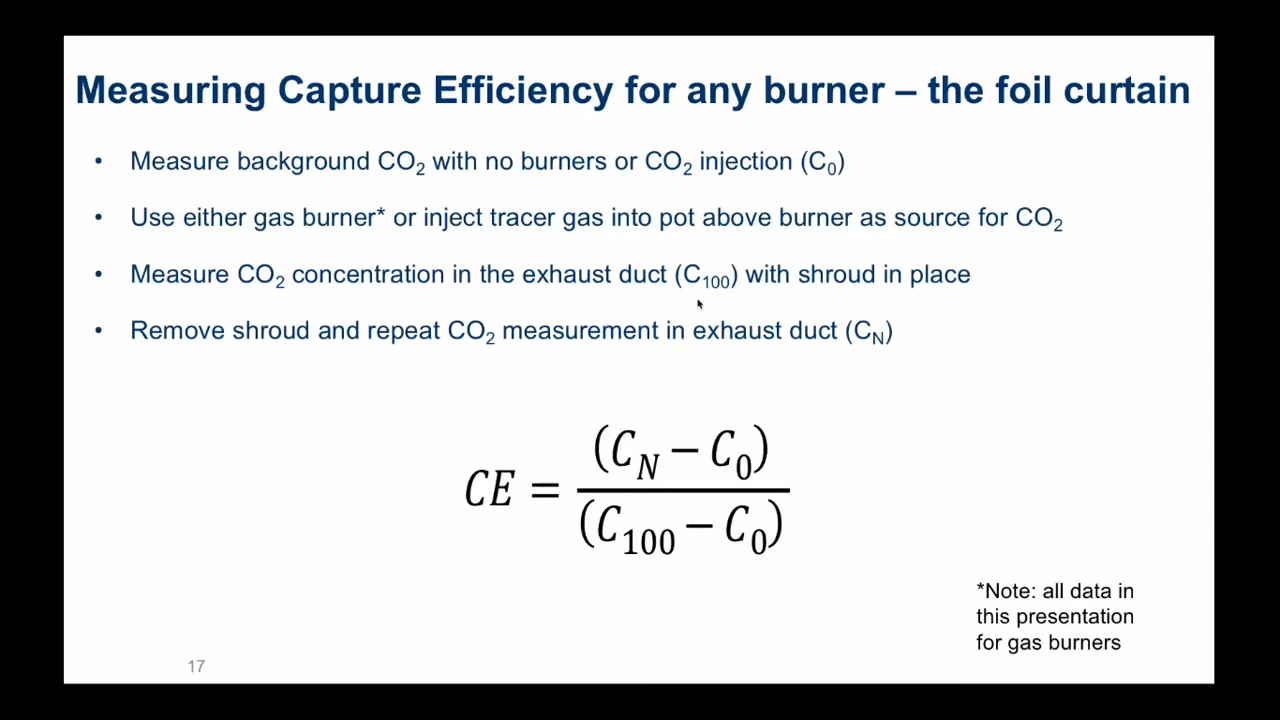 Measuring Capture Efficiency for any burner – the foil curtain
• Measure background CO₂ with no burners or CO₂ injection (C₀)
• Use either gas burner* or inject tracer gas into pot above burner as source for CO₂
• Measure CO₂ concentration in the exhaust duct (C₁₀₀) with shroud in place
• Remove shroud and repeat CO₂ measurement in exhaust duct (C_N)
CE = (C_N − C₀) / (C₁₀₀ − C₀)
*Note: all data in
this presentation
for gas burners
17